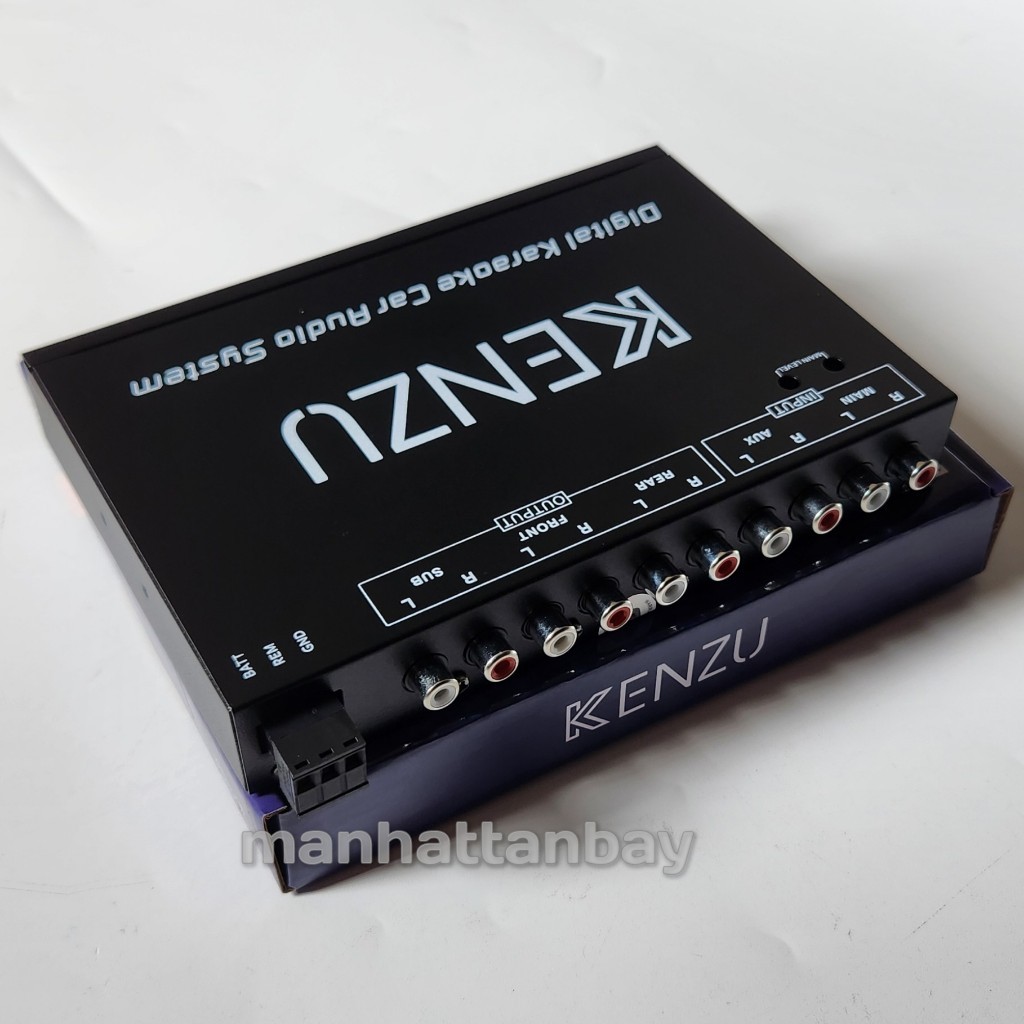 Digital Karaoke Car Audio System
KENZU
MAIN LEVEL
INPUT
R MAIN L R AUX L
OUTPUT
R REAR L R FRONT L R SUB L
BATT
REM
GND
KENZU
manhattanbay